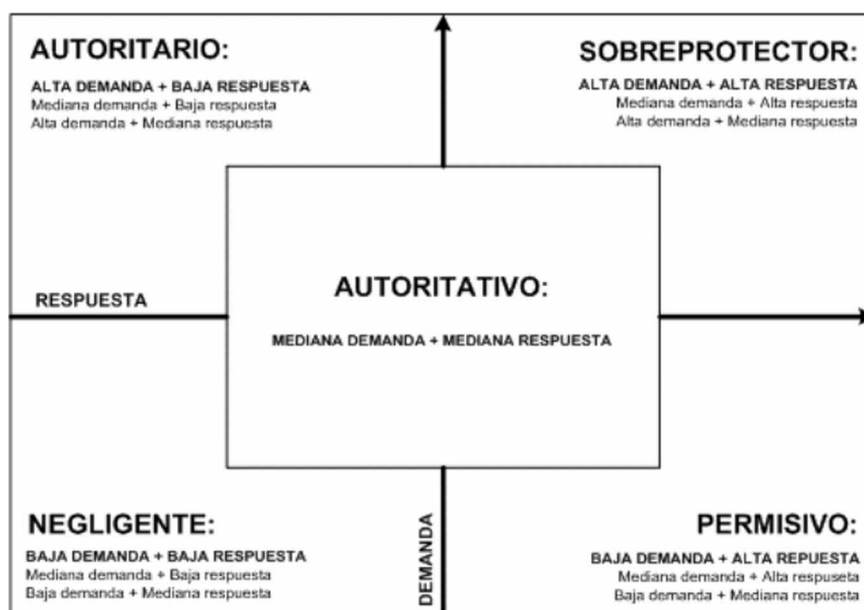 AUTORITARIO:
ALTA DEMANDA + BAJA RESPUESTA
Mediana demanda + Baja respuesta
Alta demanda + Mediana respuesta
SOBREPROTECTOR:
ALTA DEMANDA + ALTA RESPUESTA
Mediana demanda + Alta respuesta
Alta demanda + Mediana respuesta
RESPUESTA
AUTORITATIVO:
MEDIANA DEMANDA + MEDIANA RESPUESTA
NEGLIGENTE:
BAJA DEMANDA + BAJA RESPUESTA
Mediana demanda + Baja respuesta
Baja demanda + Mediana respuesta
DEMANDA
PERMISIVO:
BAJA DEMANDA + ALTA REPUESTA
Mediana demanda + Alta respuseta
Baja demanda + Mediana respuesta